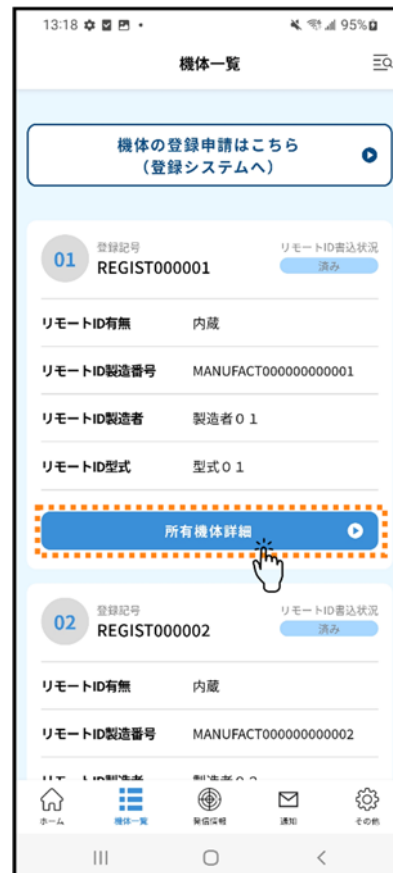 13:18
95%
機体一覧
機体の登録申請はこちら
(登録システムへ)
01
登録記号
REGIST000001
リモートID書込状況
済み
リモートID有無
内蔵
リモートID製造番号
MANUFACT000000000001
リモートID製造者
製造者０１
リモートID型式
型式０１
所有機体詳細
02
登録記号
REGIST000002
リモートID書込状況
済み
リモートID有無
内蔵
リモートID製造番号
MANUFACT000000000002
ホーム
機体一覧
発信情報
通知
その他